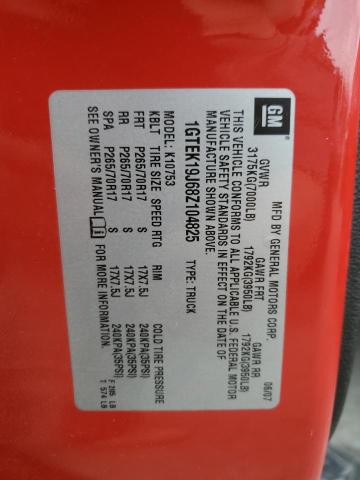 GM
MFD BY GENERAL MOTORS CORP. 06/07
GVWR GAWR FRT GAWR RR
3175KG(7000LB) 1792KG(3950LB) 1792KG(3950LB)
THIS VEHICLE CONFORMS TO ALL APPLICABLE U.S. FEDERAL MOTOR
VEHICLE SAFETY STANDARDS IN EFFECT ON THE DATE OF
MANUFACTURE SHOWN ABOVE.
1GTEK19J68Z104825 TYPE: TRUCK
K10753
KBLT TIRE SIZE SPEED RTG RIM COLD TIRE PRESSURE
FRT P265/70R17 S 17X7.5J 240KPA(35PSI)
RR P265/70R17 S 17X7.5J 240KPA(35PSI)
SPA P265/70R17 S 17X7.5J 240KPA(35PSI)
SEE OWNER'S MANUAL FOR MORE INFORMATION.